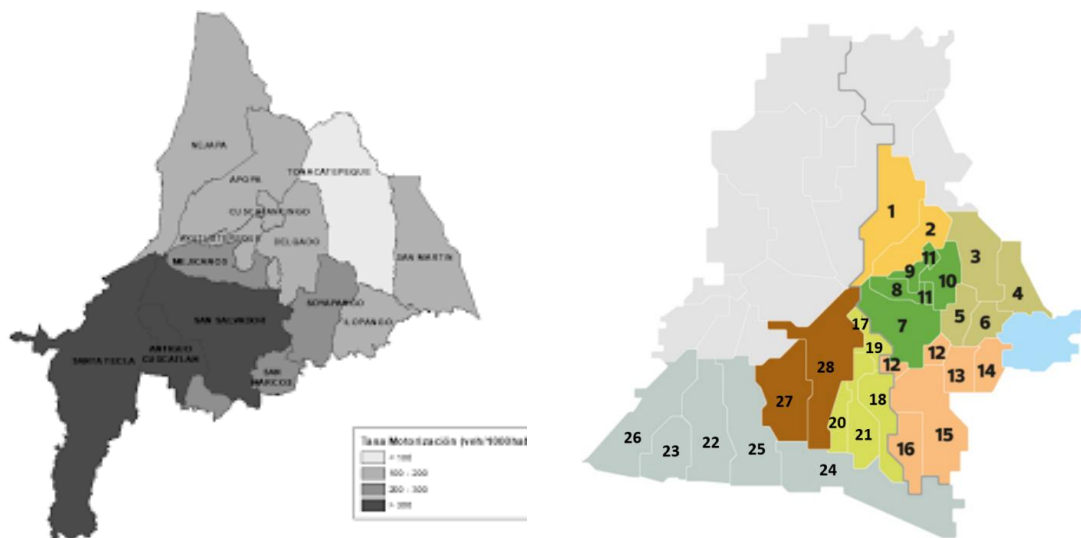 NEJAPA
APOPA
TONACATEPEQUE
CUSCATANCINGO
AYUTUXTEPEQUE
DELGADO
MEJICANOS
SAN MARTIN
SOYAPANGO
ILOPANGO
SAN SALVADOR
ANTIGUO
CUSCATLAN
SANTA TECLA
SAN
MARCOS
Tasa Motorización (veh/1000hab
< 100
100 - 200
200 - 300
> 300
1
2
3
11
9
4
10
8
11
5
6
17
7
19
12
12
28
13
14
27
18
20
26
22
21
15
23
25
16
24